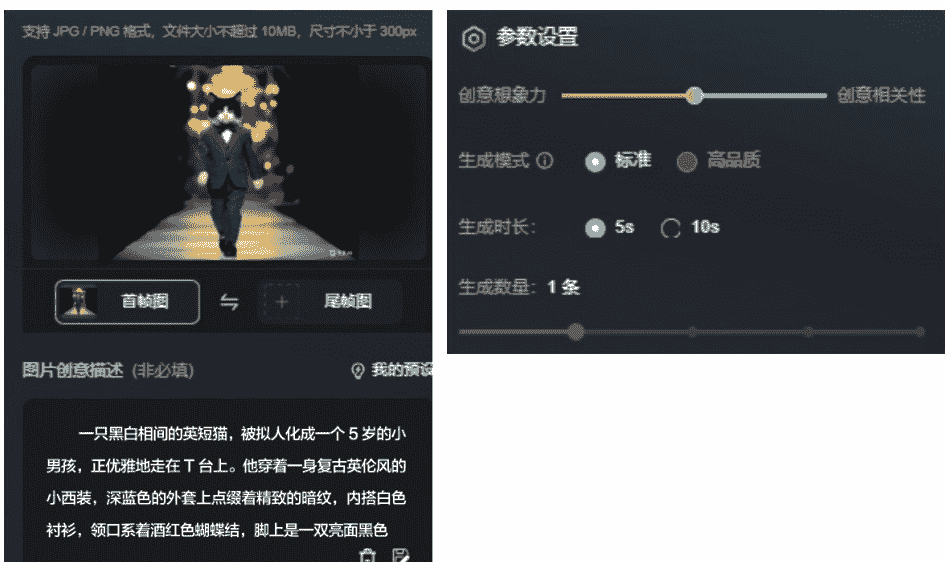 支持 JPG / PNG 格式，文件大小不超过 10MB，尺寸不小于 300px
首帧图
尾帧图
图片创意描述 (非必填)
我的预设
一只黑白相间的英短猫，被拟人化成一个 5 岁的小
男孩，正优雅地走在 T 台上。他穿着一身复古英伦风的
小西装，深蓝色的外套上点缀着精致的暗纹，内搭白色
衬衫，领口系着酒红色蝴蝶结，脚上是一双亮面黑色
参数设置
创意想象力 创意相关性
生成模式 标准 高品质
生成时长： 5s 10s
生成数量：1 条